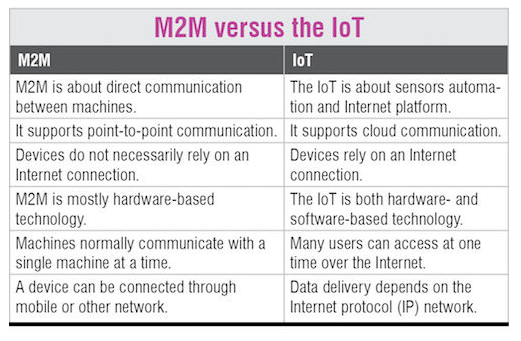 M2M versus the IoT
M2M
IoT
M2M is about direct communication
between machines.
The IoT is about sensors automa-
tion and Internet platform.
It supports point-to-point communication.
It supports cloud communication.
Devices do not necessarily rely on an
Internet connection.
Devices rely on an Internet
connection.
M2M is mostly hardware-based
technology.
The IoT is both hardware- and
software-based technology.
Machines normally communicate with a
single machine at a time.
Many users can access at one
time over the Internet.
A device can be connected through
mobile or other network.
Data delivery depends on the
Internet protocol (IP) network.